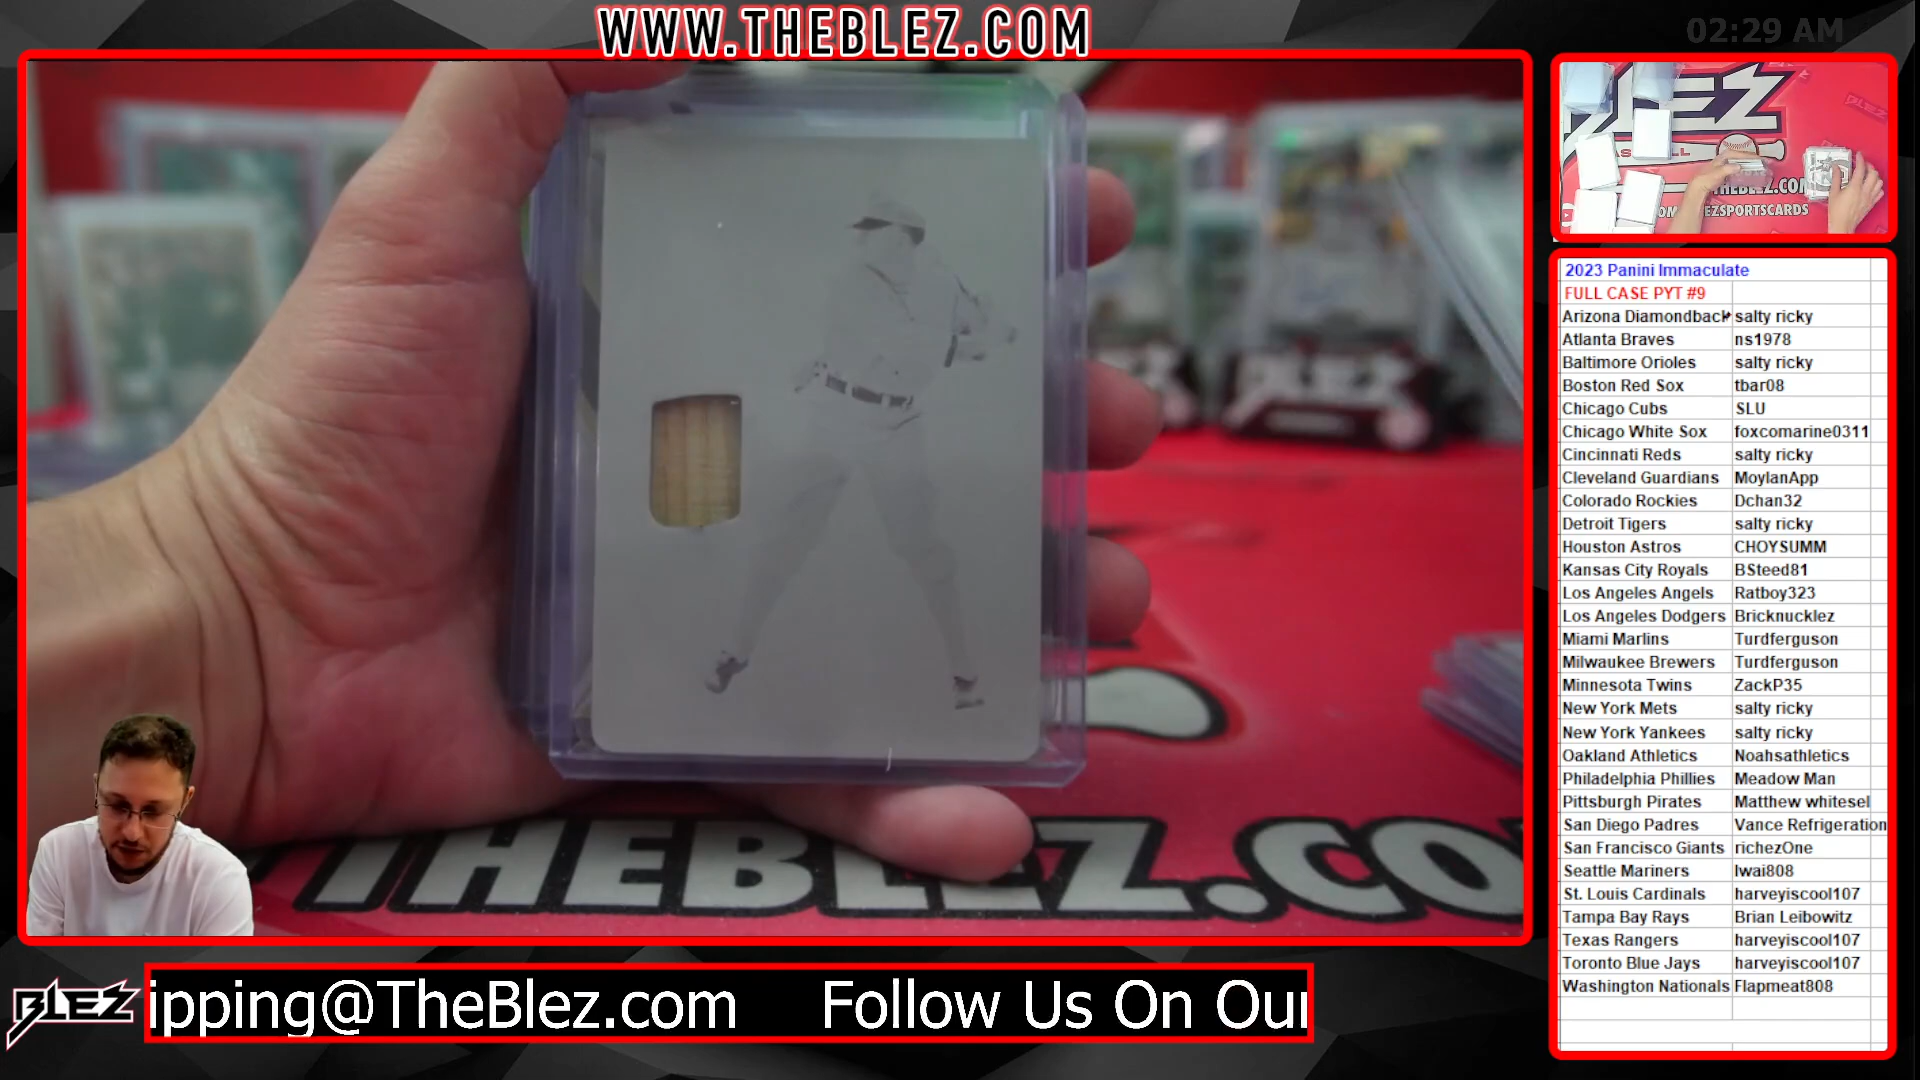 WWW.THEBLEZ.COM
02:29 AM
BLEZ
THEBLEZ.COM
EZSPORTSCARDS
BLEZ
THEBLEZ.CO
2023 Panini Immaculate
FULL CASE PYT #9
Arizona Diamondback salty ricky
Atlanta Braves ns1978
Baltimore Orioles salty ricky
Boston Red Sox tbar08
Chicago Cubs SLU
Chicago White Sox foxcomarine0311
Cincinnati Reds salty ricky
Cleveland Guardians MoylanApp
Colorado Rockies Dchan32
Detroit Tigers salty ricky
Houston Astros CHOYSUMM
Kansas City Royals BSteed81
Los Angeles Angels Ratboy323
Los Angeles Dodgers Bricknucklez
Miami Marlins Turdferguson
Milwaukee Brewers Turdferguson
Minnesota Twins ZackP35
New York Mets salty ricky
New York Yankees salty ricky
Oakland Athletics Noahsathletics
Philadelphia Phillies Meadow Man
Pittsburgh Pirates Matthew whitesel
San Diego Padres Vance Refrigeration
San Francisco Giants richezOne
Seattle Mariners lwai808
St. Louis Cardinals harveyiscool107
Tampa Bay Rays Brian Leibowitz
Texas Rangers harveyiscool107
Toronto Blue Jays harveyiscool107
Washington Nationals Flapmeat808
BLEZ
ipping@TheBlez.com Follow Us On Our